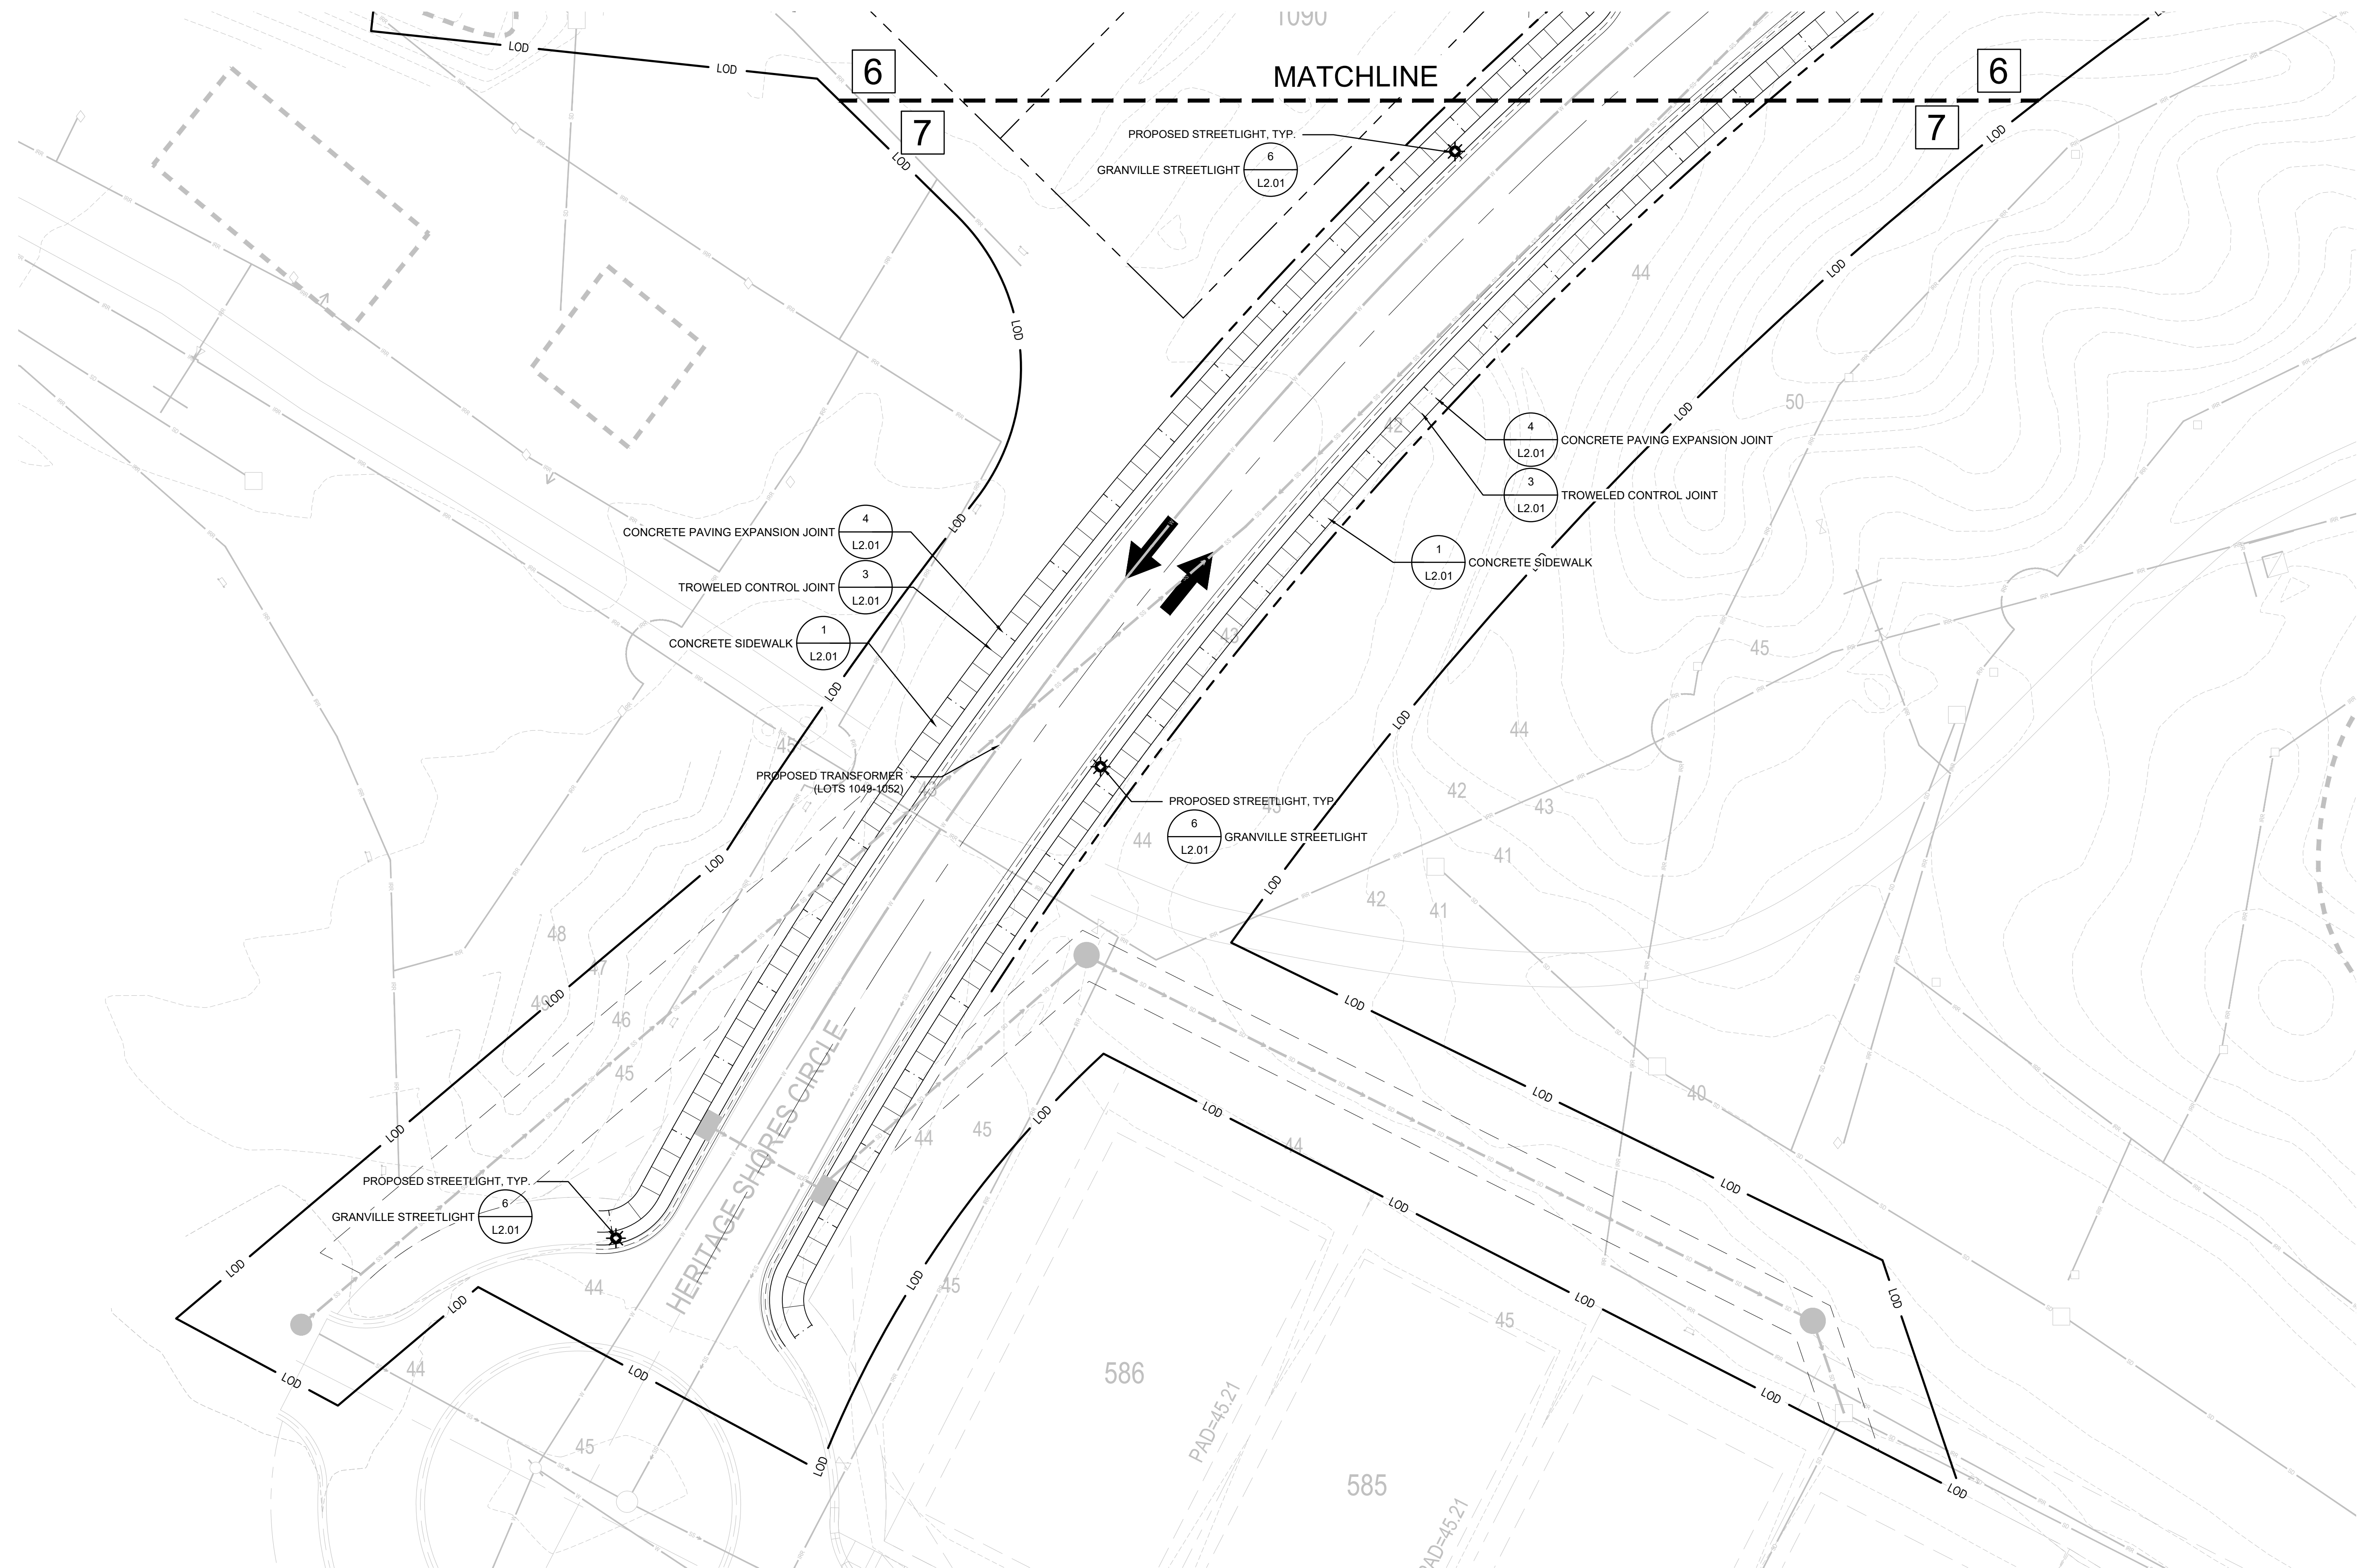 1090
LOD
LOD
6
MATCHLINE
6
7
7
LOD
LOD
PROPOSED STREETLIGHT, TYP.
GRANVILLE STREETLIGHT
6
L2.01
LOD
44
LOD
LOD
50
42
4
L2.01
CONCRETE PAVING EXPANSION JOINT
3
L2.01
TROWELED CONTROL JOINT
LOD
CONCRETE PAVING EXPANSION JOINT
4
L2.01
TROWELED CONTROL JOINT
3
L2.01
CONCRETE SIDEWALK
1
L2.01
1
L2.01
CONCRETE SIDEWALK
43
45
LOD
LOD
44
45
PROPOSED TRANSFORMER
(LOTS 1049-1052)
43
PROPOSED STREETLIGHT, TYP.
43
6
L2.01
GRANVILLE STREETLIGHT
42
43
44
41
LOD
LOD
42
41
48
47
49
LOD
46
LOD
45
HERITAGE SHORES CIRCLE
LOD
40
LOD
LOD
LOD
44
45
44
PROPOSED STREETLIGHT, TYP.
GRANVILLE STREETLIGHT
6
L2.01
LOD
LOD
LOD
LOD
44
45
LOD
LOD
LOD
45
44
LOD
LOD
586
PAD=45.21
LOD
45
LOD
585
LOD
PAD=45.21